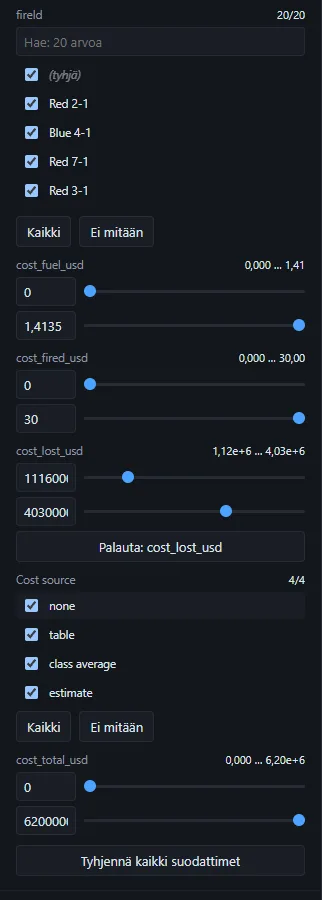 fireId 20/20
Hae: 20 arvoa
(tyhjä)
Red 2-1
Blue 4-1
Red 7-1
Red 3-1
Kaikki Ei mitään
cost_fuel_usd 0,000 ... 1,41
0
1,4135
cost_fired_usd 0,000 ... 30,00
0
30
cost_lost_usd 1,12e+6 ... 4,03e+6
1116000
4030000
Palauta: cost_lost_usd
Cost source 4/4
none
table
class average
estimate
Kaikki Ei mitään
cost_total_usd 0,000 ... 6,20e+6
0
6200000
Tyhjennä kaikki suodattimet